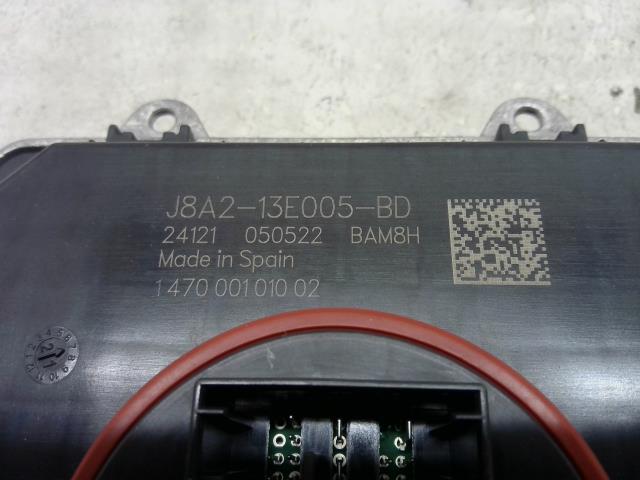 J8A2-13E005-BD
24121 050522 BAM8H
Made in Spain
1 470 001 010 02